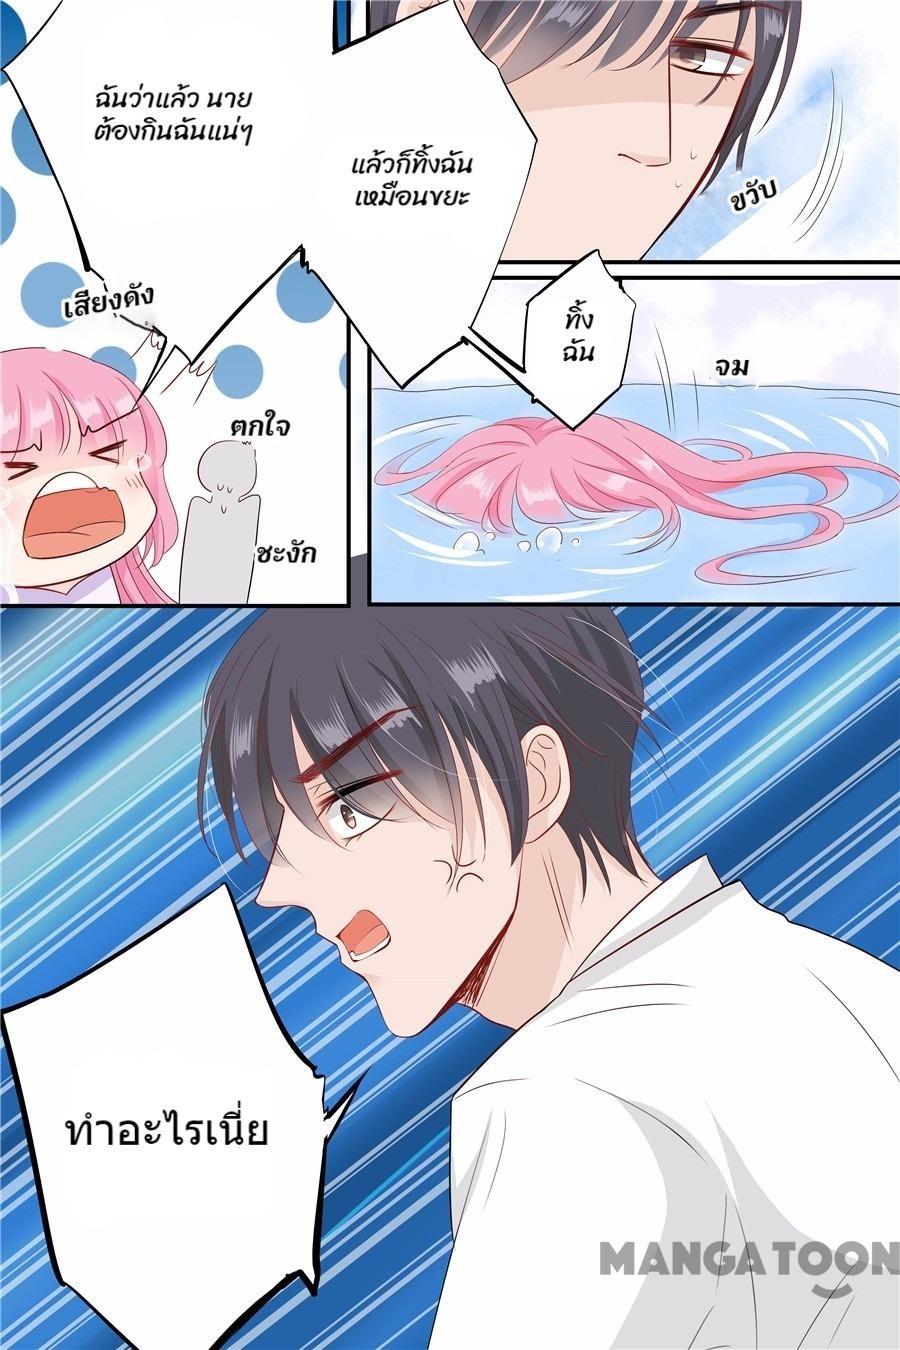 ฉันว่าแล้ว นาย
ต้องกินฉันแน่ๆ
แล้วก็ทิ้งฉัน
เหมือนขยะ
ขวับ
เสียงดัง
ตกใจ
ชะงัก
ทิ้ง
ฉัน
จม
ทำอะไรเนี่ย
MANGATOON